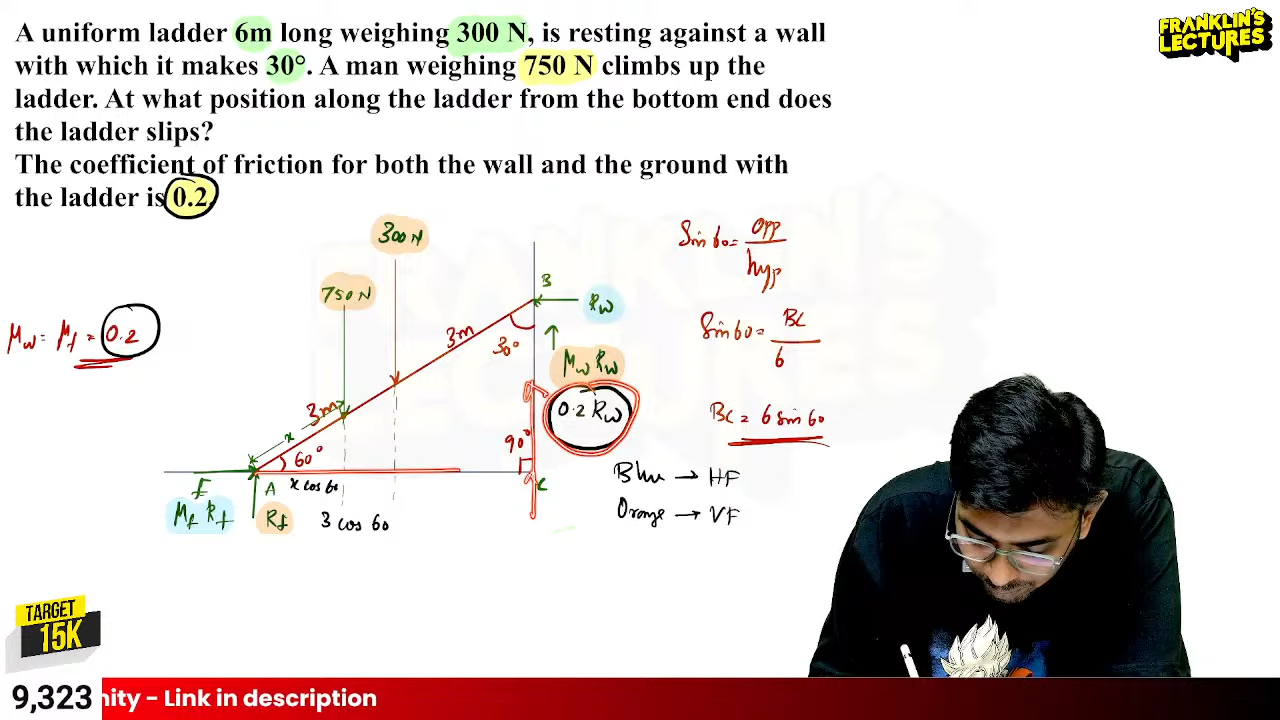 A uniform ladder 6m long weighing 300 N, is resting against a wall
with which it makes 30°. A man weighing 750 N climbs up the
ladder. At what position along the ladder from the bottom end does
the ladder slips?
The coefficient of friction for both the wall and the ground with
the ladder is 0.2.
FRANKLIN'S
LECTURES
300 N
750 N
B
Rw
3m
30°
μw Rw
0.2 Rw
3m
x
60°
90°
A
x cos 60
C
F
μf Rf
Rf
3 cos 60
μw = μf = 0.2
Sin 60 = opp
hyp
Sin 60 = BC
6
BC = 6 sin 60
Blue → HF
Orange → VF
FRANKLIN'S
LECTURES
TARGET
15K
9,323
nity - Link in description